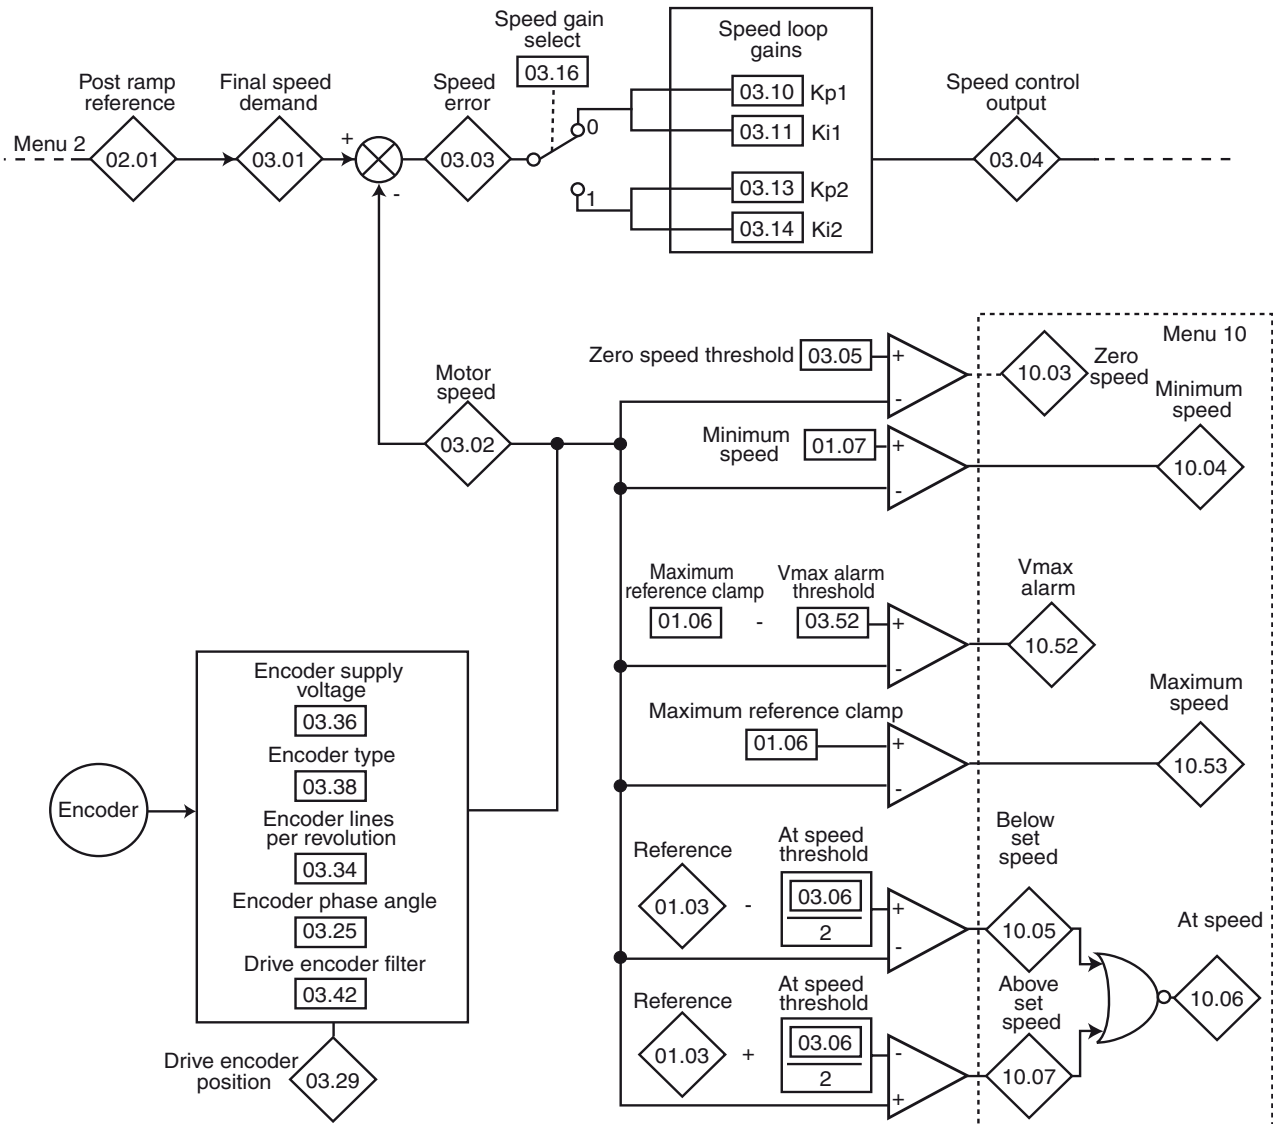 Menu 2
Post ramp
reference
02.01
Final speed
demand
03.01
+
-
Speed
error
03.03
Speed gain
select
03.16
0
1
Speed loop
gains
03.10 Kp1
03.11 Ki1
03.13 Kp2
03.14 Ki2
Speed control
output
03.04
Motor
speed
03.02
Menu 10
Zero speed threshold 03.05
+
-
10.03
Zero
speed
Minimum
speed
01.07
+
-
Minimum
speed
10.04
Maximum
reference clamp
01.06
-
Vmax alarm
threshold
03.52
+
-
Vmax
alarm
10.52
Maximum reference clamp
01.06
+
-
Maximum
speed
10.53
Encoder
Encoder supply
voltage
03.36
Encoder type
03.38
Encoder lines
per revolution
03.34
Encoder phase angle
03.25
Drive encoder filter
03.42
Drive encoder
position
03.29
Reference
01.03
-
At speed
threshold
03.06
2
+
-
Below
set
speed
10.05
Reference
01.03
+
At speed
threshold
03.06
2
-
+
Above
set
speed
10.07
At speed
10.06